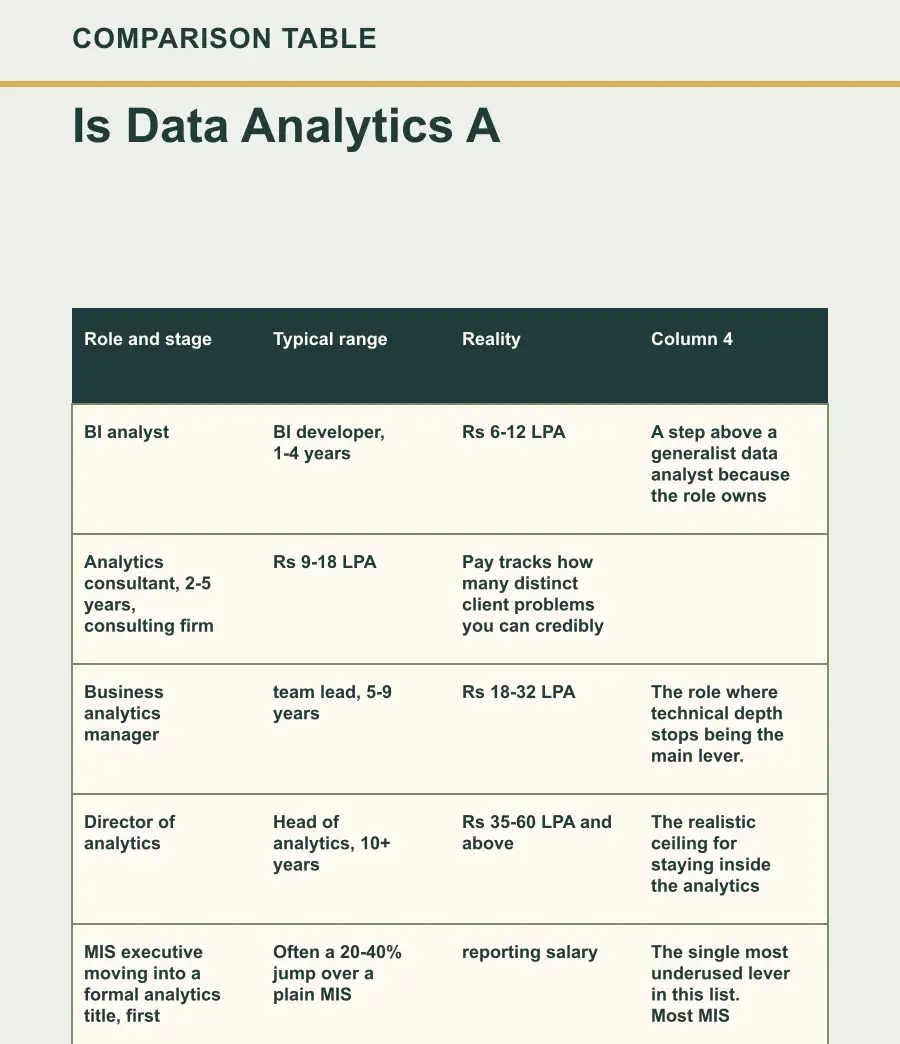 COMPARISON TABLE
Is Data Analytics A
Role and stage
Typical range
Reality
Column 4
BI analyst
BI developer,
1-4 years
Rs 6-12 LPA
A step above a
generalist data
analyst because
the role owns
Analytics
consultant, 2-5
years,
consulting firm
Rs 9-18 LPA
Pay tracks how
many distinct
client problems
you can credibly
Business
analytics
manager
team lead, 5-9
years
Rs 18-32 LPA
The role where
technical depth
stops being the
main lever.
Director of
analytics
Head of
analytics, 10+
years
Rs 35-60 LPA and
above
The realistic
ceiling for
staying inside
the analytics
MIS executive
moving into a
formal analytics
title, first
Often a 20-40%
jump over a
plain MIS
reporting salary
The single most
underused lever
in this list.
Most MIS